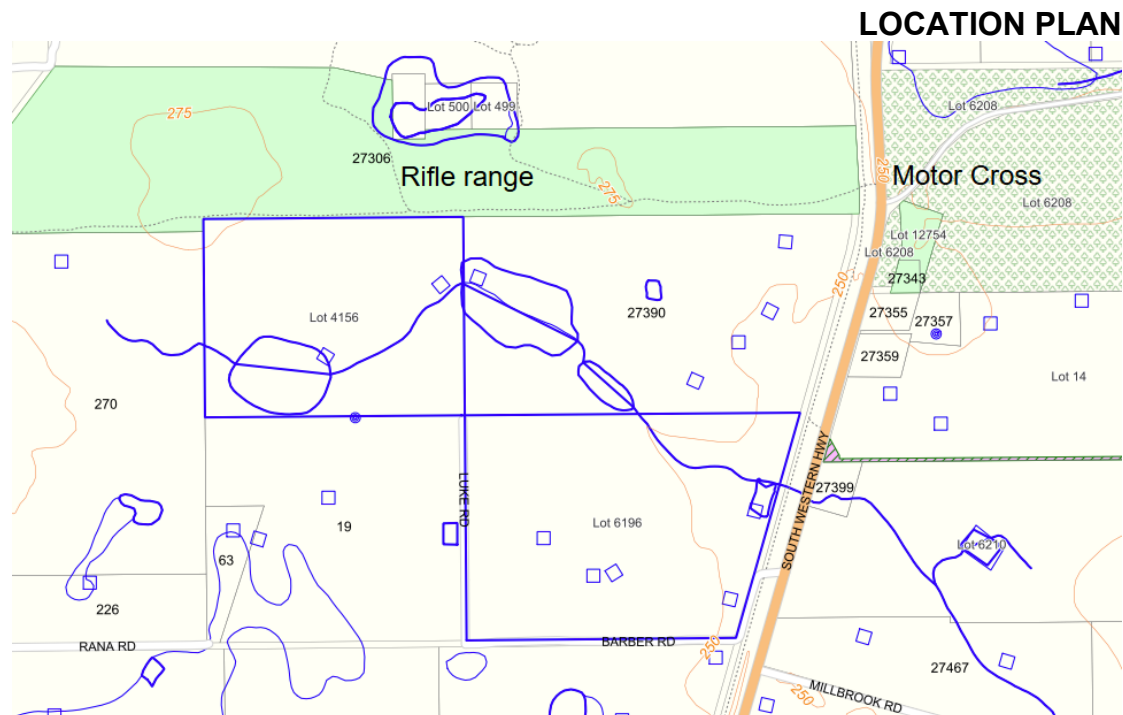 LOCATION PLAN
Lot 500
Lot 499
Lot 6208
275
27306
Rifle range
275
250
Motor Cross
Lot 6208
Lot 12754
Lot 6208
27343
250
27390
27355
27357
Lot 4156
27359
270
Lot 14
LUKE RD
SOUTH WESTERN HWY
27399
19
Lot 6196
Lot 6210
63
226
RANA RD
BARBER RD
250
27467
MILLBROOK RD
250